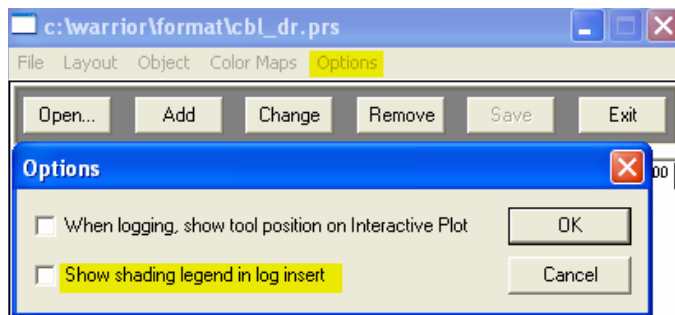 c:\warrior\format\cbl_dr.prs
File Layout Object Color Maps Options
Open... Add Change Remove Save Exit
Options
00
When logging, show tool position on Interactive Plot OK
Show shading legend in log insert Cancel